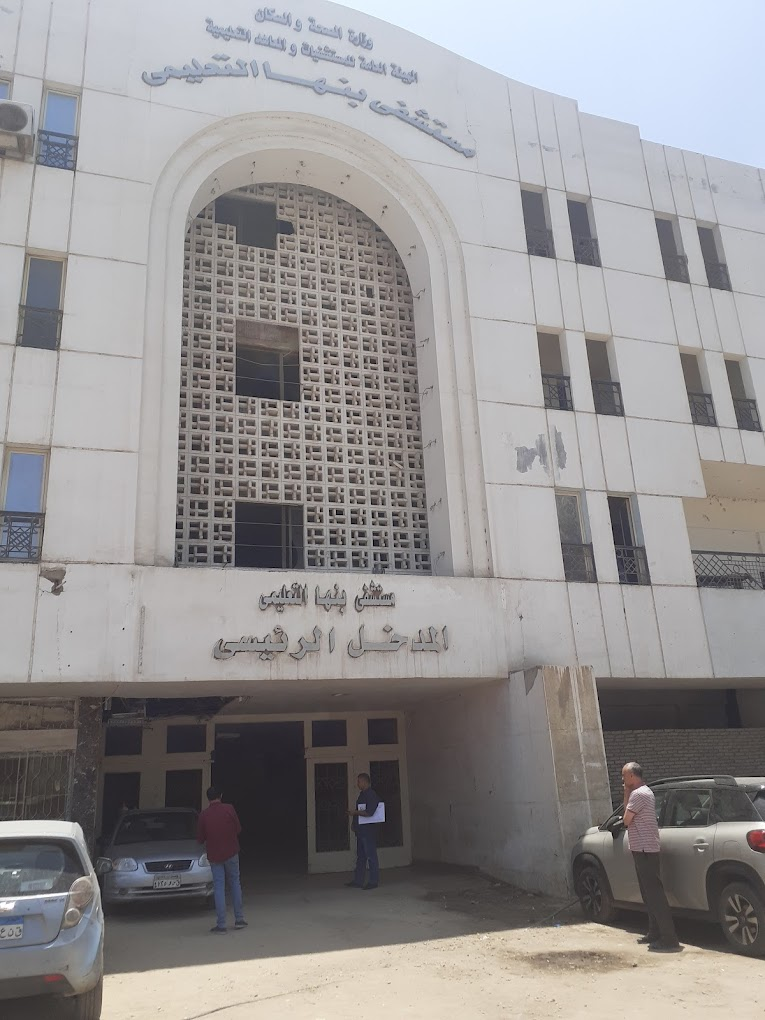 وزارة الصحة و السكان
الهيئة العامة للمستشفيات و المعاهد التعليمية
مستشفى بنها التعليمى
مستشفى بنها التعليمى
المدخل الرئيسى